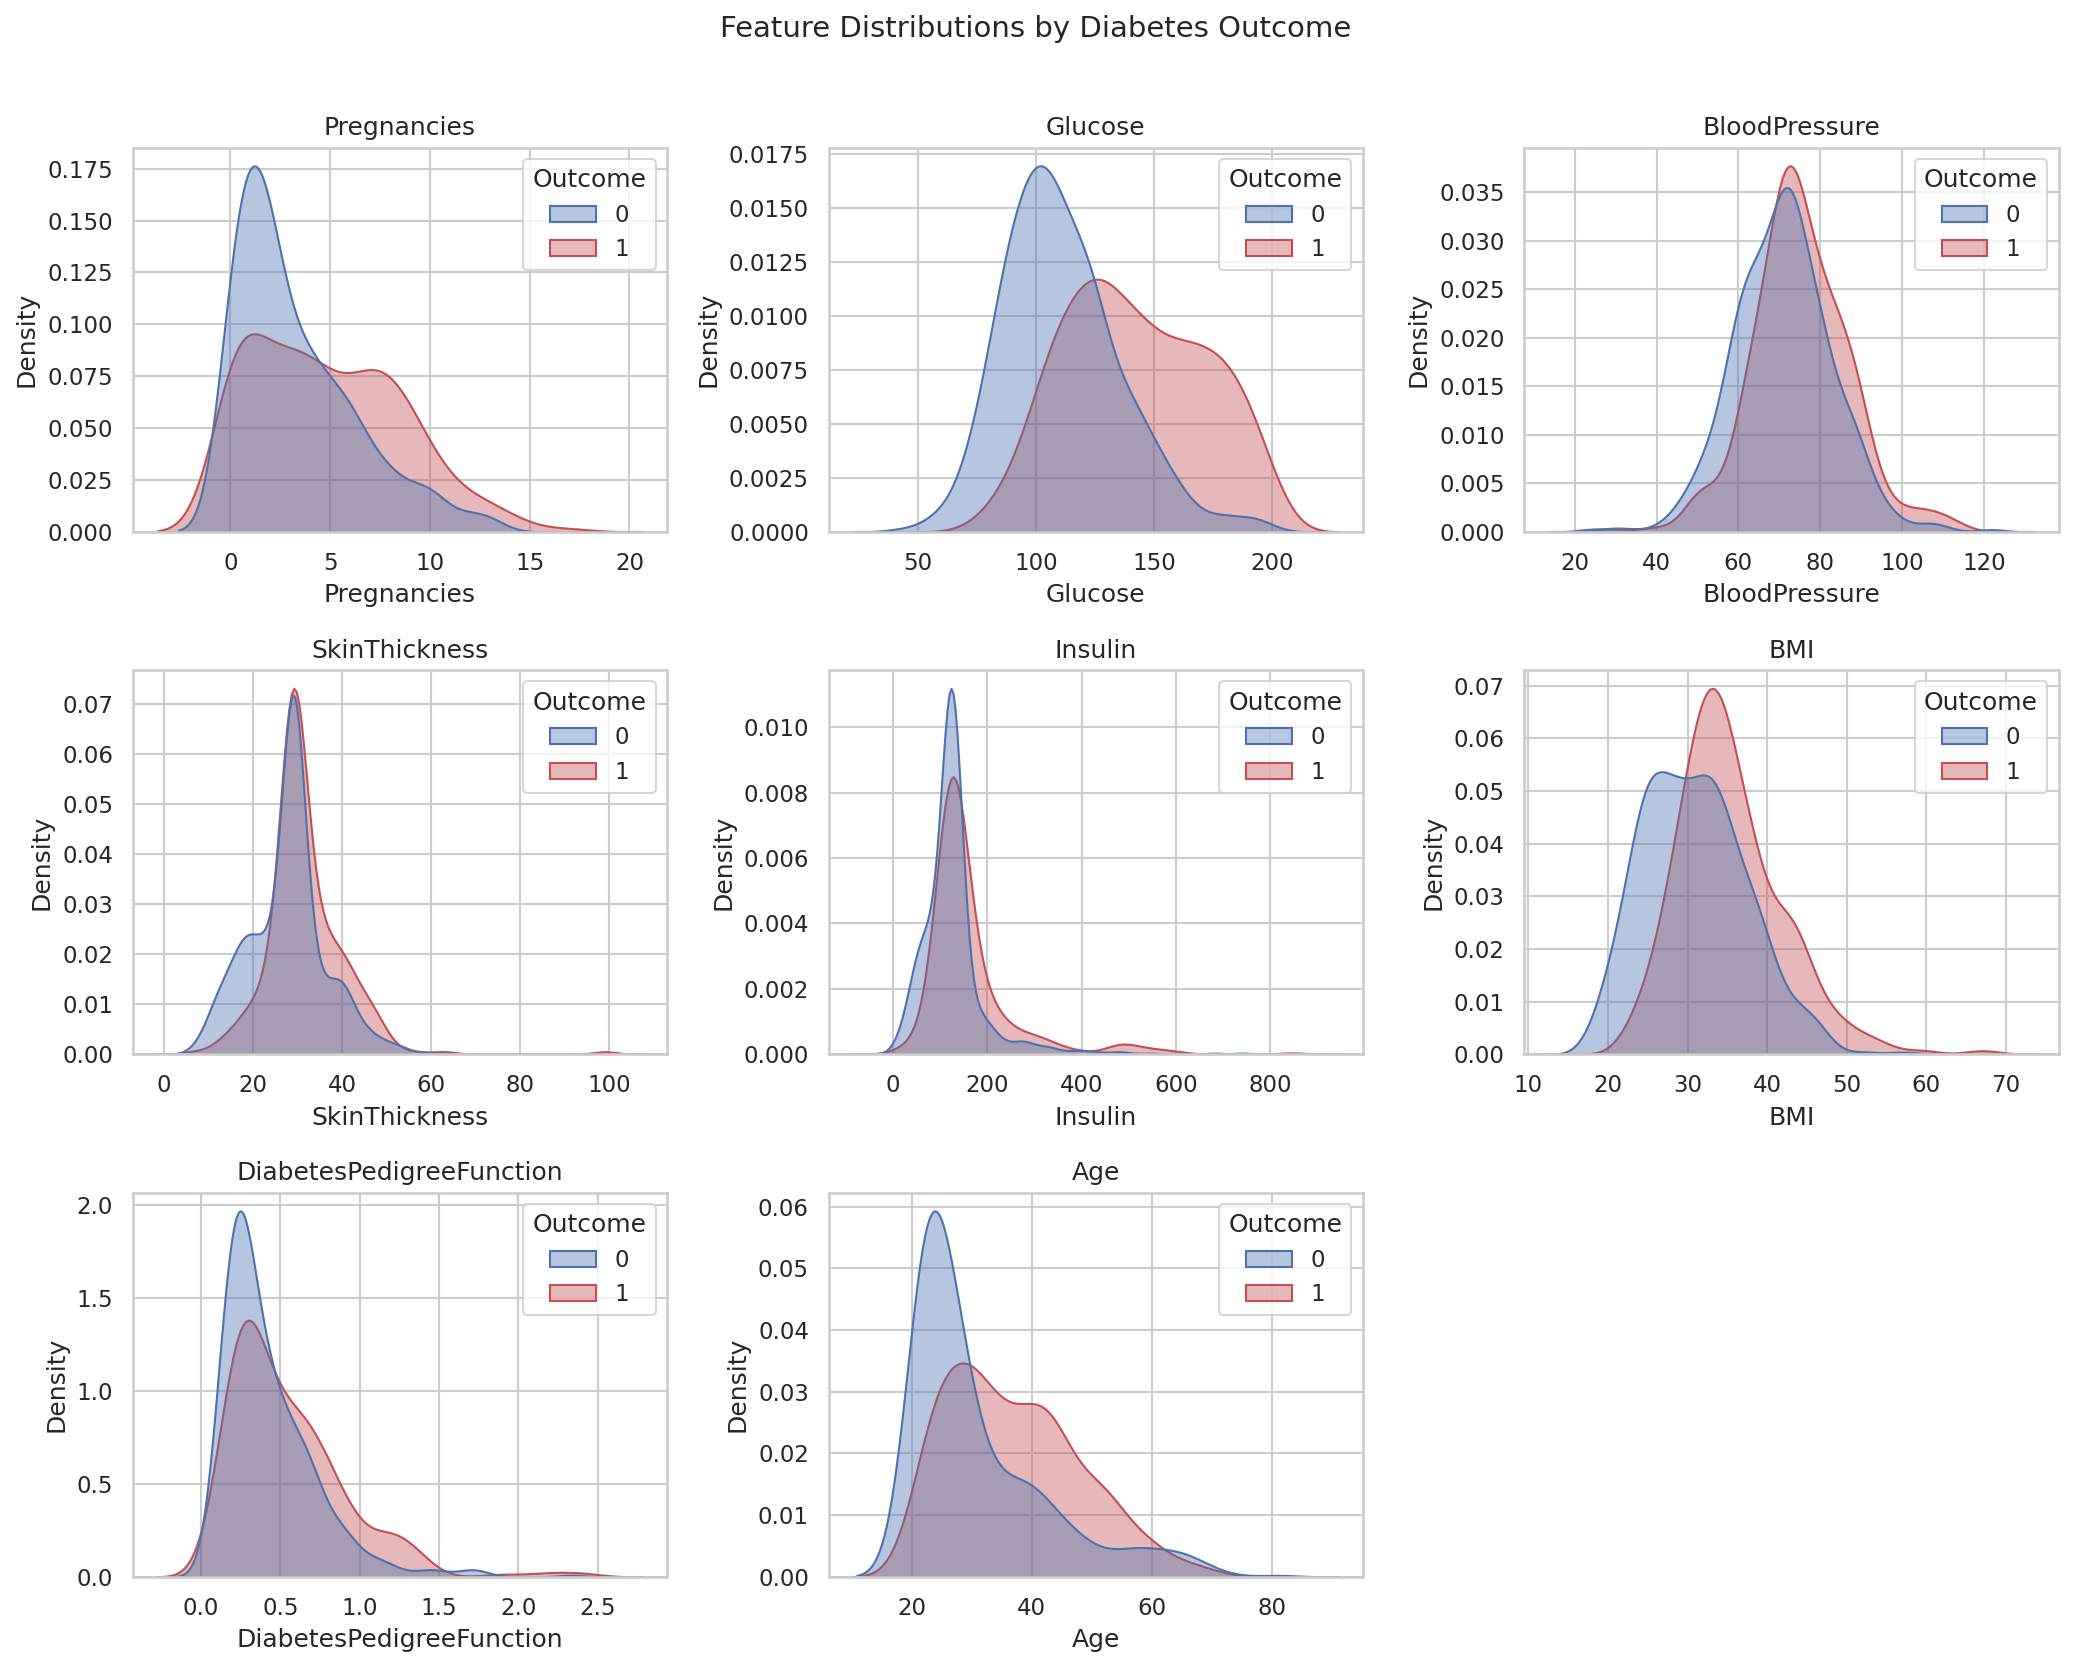 Feature Distributions by Diabetes Outcome
Pregnancies
Density
0.175
0.150
0.125
0.100
0.075
0.050
0.025
0.000
0 5 10 15 20
Pregnancies
Outcome
0
1
Glucose
Density
0.0175
0.0150
0.0125
0.0100
0.0075
0.0050
0.0025
0.0000
50 100 150 200
Glucose
Outcome
0
1
BloodPressure
Density
0.035
0.030
0.025
0.020
0.015
0.010
0.005
0.000
20 40 60 80 100 120
BloodPressure
Outcome
0
1
SkinThickness
Density
0.07
0.06
0.05
0.04
0.03
0.02
0.01
0.00
0 20 40 60 80 100
SkinThickness
Outcome
0
1
Insulin
Density
0.010
0.008
0.006
0.004
0.002
0.000
0 200 400 600 800
Insulin
Outcome
0
1
BMI
Density
0.07
0.06
0.05
0.04
0.03
0.02
0.01
0.00
10 20 30 40 50 60 70
BMI
Outcome
0
1
DiabetesPedigreeFunction
Density
2.0
1.5
1.0
0.5
0.0
0.0 0.5 1.0 1.5 2.0 2.5
DiabetesPedigreeFunction
Outcome
0
1
Age
Density
0.06
0.05
0.04
0.03
0.02
0.01
0.00
20 40 60 80
Age
Outcome
0
1